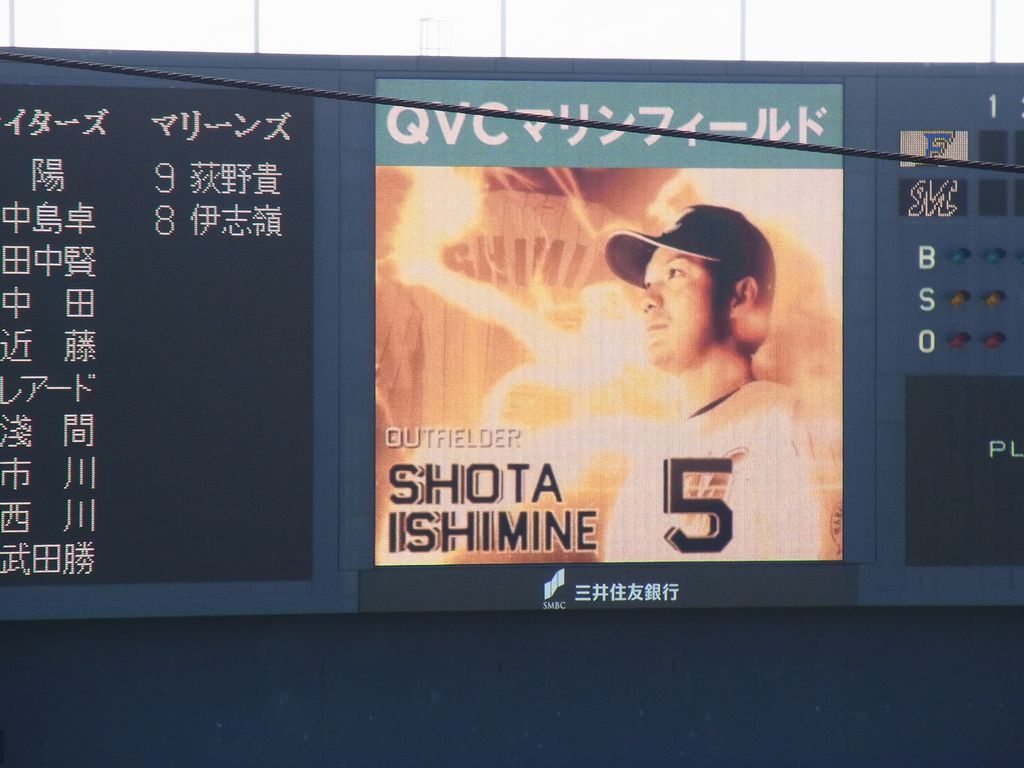 QVCマリンフィールド
イターズ
陽
中島卓
田中賢
中 田
近 藤
レアード
淺 間
市 川
西 川
武田勝
マリーンズ
9 荻野貴
8 伊志嶺
OUTFIELDER
SHOTA
ISHIMINE
5
SMBC 三井住友銀行
1
F
M
B
S
O
PL